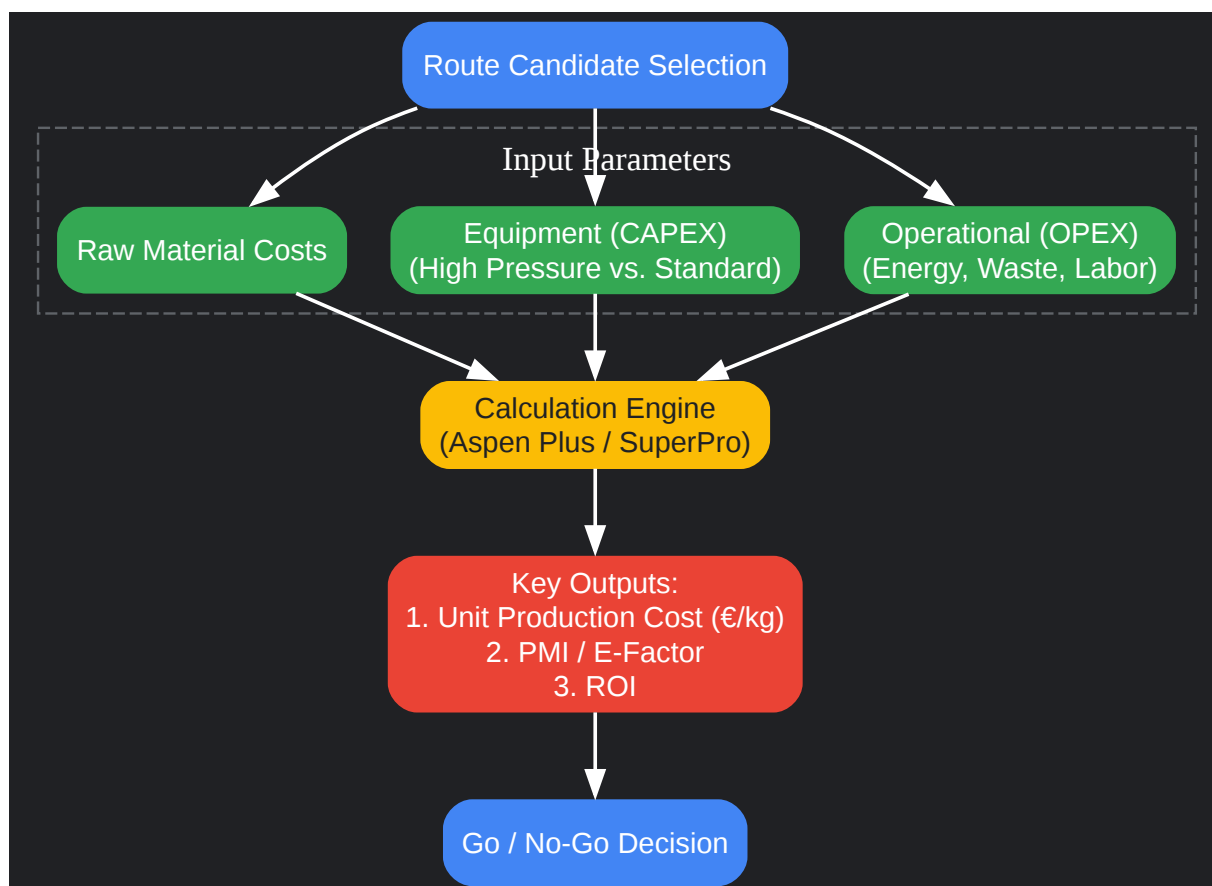 Route Candidate Selection
Input Parameters
Raw Material Costs
Equipment (CAPEX)
(High Pressure vs. Standard)
Operational (OPEX)
(Energy, Waste, Labor)
Calculation Engine
(Aspen Plus / SuperPro)
Key Outputs:
1. Unit Production Cost (€/kg)
2. PMI / E-Factor
3. ROI
Go / No-Go Decision